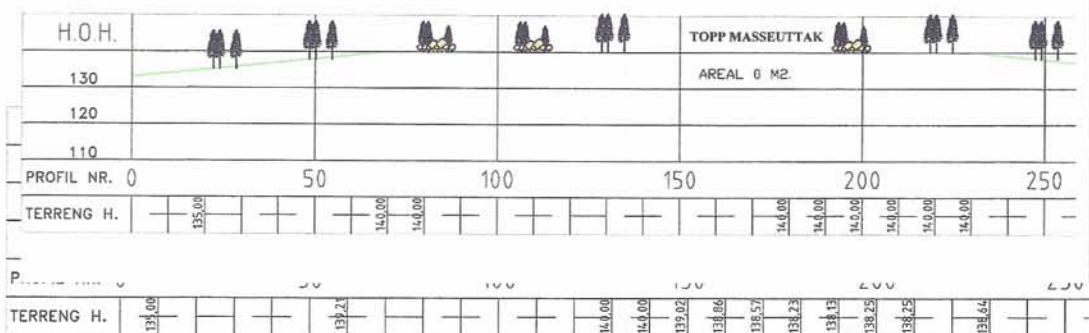 H.O.H.
TOPP MASSEUTTAK
AREAL 0 M2.
130
120
110
PROFIL NR. 0 50 100 150 200 250
TERRENG H. 135,00 140,00 140,00 140,00 140,00 140,00 140,00 140,00 140,00
TERRENG H. 135,00 139,21 140,00 140,00 139,02 138,86 138,57 138,23 138,13 138,25 138,25 138,64